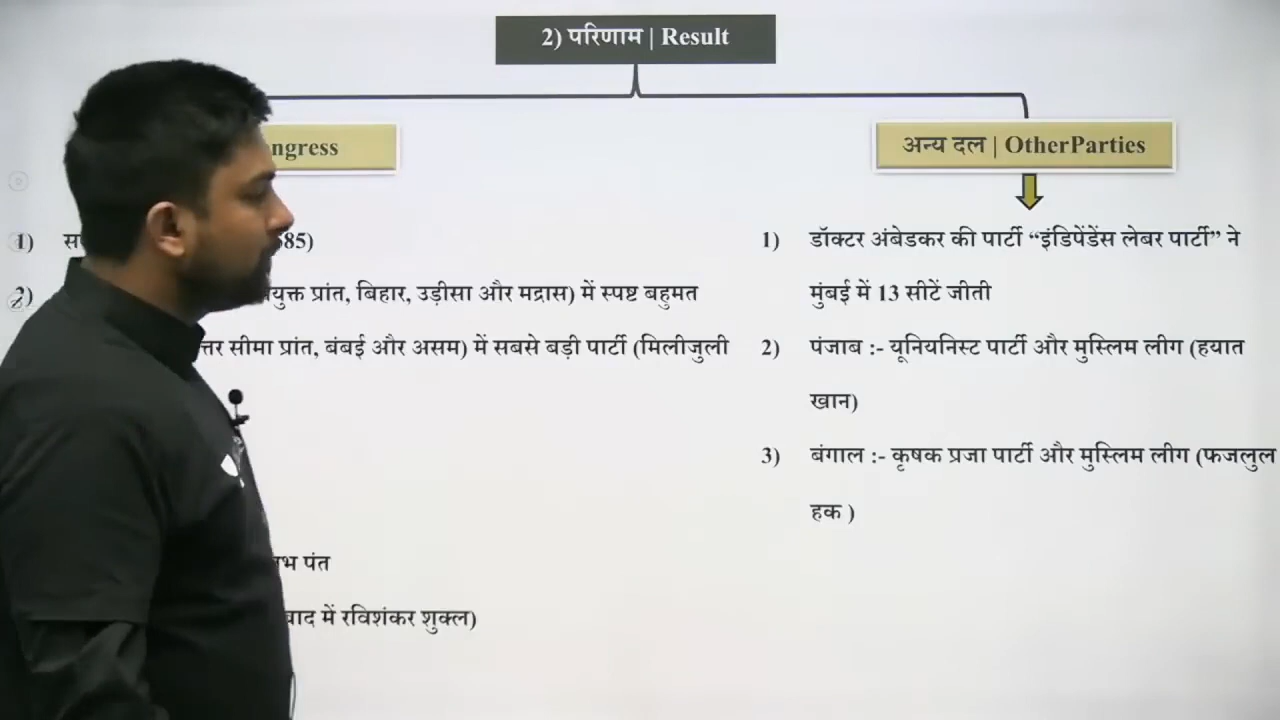 2) परिणाम | Result
ngress
1)
585)
2)
युक्त प्रांत, बिहार, उड़ीसा और मद्रास) में स्पष्ट बहुमत
त्तर सीमा प्रांत, बंबई और असम) में सबसे बड़ी पार्टी (मिलीजुली
पंत
में रविशंकर शुक्ल)
अन्य दल | OtherParties
1) डॉक्टर अंबेडकर की पार्टी “इंडिपेंडेंस लेबर पार्टी” ने
मुंबई में 13 सीटें जीती
2) पंजाब :- यूनियनिस्ट पार्टी और मुस्लिम लीग (हयात
खान)
3) बंगाल :- कृषक प्रजा पार्टी और मुस्लिम लीग (फजलुल
हक )